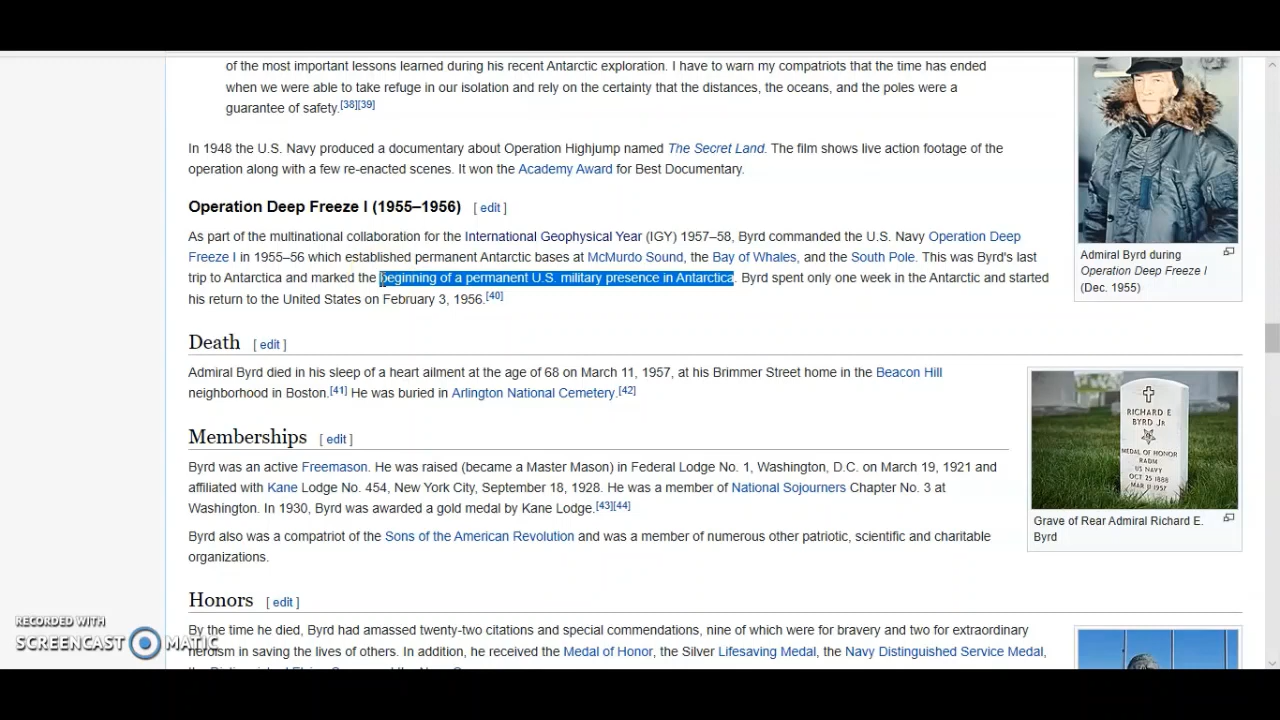 of the most important lessons learned during his recent Antarctic exploration. I have to warn my compatriots that the time has ended
when we were able to take refuge in our isolation and rely on the certainty that the distances, the oceans, and the poles were a
guarantee of safety.[38][39]
In 1948 the U.S. Navy produced a documentary about Operation Highjump named The Secret Land. The film shows live action footage of the
operation along with a few re-enacted scenes. It won the Academy Award for Best Documentary.
Operation Deep Freeze I (1955–1956) [ edit ]
As part of the multinational collaboration for the International Geophysical Year (IGY) 1957–58, Byrd commanded the U.S. Navy Operation Deep
Freeze I in 1955–56 which established permanent Antarctic bases at McMurdo Sound, the Bay of Whales, and the South Pole. This was Byrd's last
trip to Antarctica and marked the beginning of a permanent U.S. military presence in Antarctica. Byrd spent only one week in the Antarctic and started
his return to the United States on February 3, 1956.[40]
Admiral Byrd during
Operation Deep Freeze I
(Dec. 1955)
Death [ edit ]
Admiral Byrd died in his sleep of a heart ailment at the age of 68 on March 11, 1957, at his Brimmer Street home in the Beacon Hill
neighborhood in Boston.[41] He was buried in Arlington National Cemetery.[42]
Memberships [ edit ]
Byrd was an active Freemason. He was raised (became a Master Mason) in Federal Lodge No. 1, Washington, D.C. on March 19, 1921 and
affiliated with Kane Lodge No. 454, New York City, September 18, 1928. He was a member of National Sojourners Chapter No. 3 at
Washington. In 1930, Byrd was awarded a gold medal by Kane Lodge.[43][44]
Byrd also was a compatriot of the Sons of the American Revolution and was a member of numerous other patriotic, scientific and charitable
organizations.
RICHARD E
BYRD JR
MEDAL OF HONOR
RADM
US NAVY
OCT 25 1888
MAR 11 1957
Grave of Rear Admiral Richard E.
Byrd
Honors [ edit ]
By the time he died, Byrd had amassed twenty-two citations and special commendations, nine of which were for bravery and two for extraordinary
heroism in saving the lives of others. In addition, he received the Medal of Honor, the Silver Lifesaving Medal, the Navy Distinguished Service Medal,
RECORDED WITH
SCREENCAST MATIC